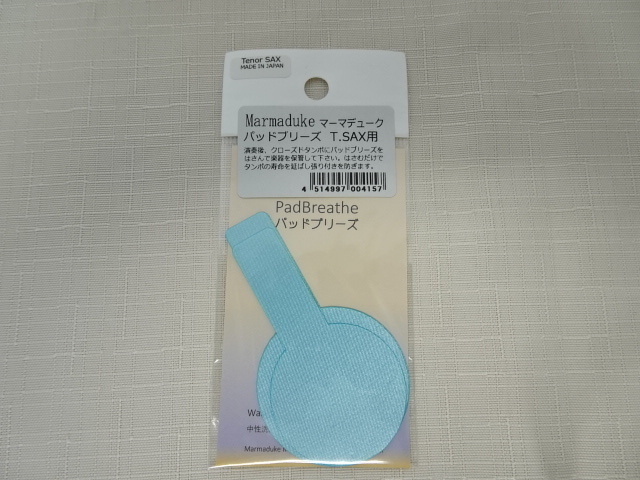 Tenor SAX
MADE IN JAPAN
Marmaduke マーマデューク
パッドブリーズ T.SAX用
演奏後、クローズドタンポにパッドブリーズを
はさんで楽器を保管して下さい。はさむだけで
タンポの寿命を延ばし張り付きを防ぎます。
4 514997 004157
PadBreathe
パッドブリーズ
Wa
中性洗
Marmaduke